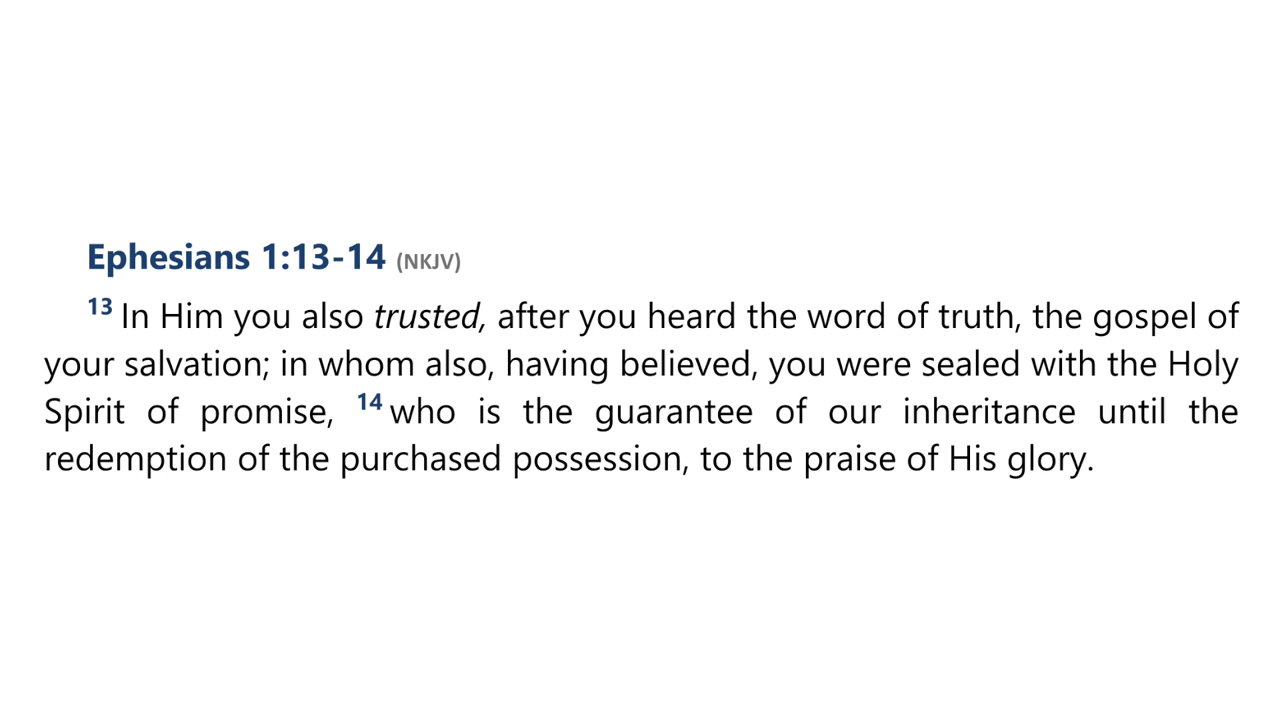 Ephesians 1:13-14 (NKJV)
13 In Him you also trusted, after you heard the word of truth, the gospel of
your salvation; in whom also, having believed, you were sealed with the Holy
Spirit of promise, 14 who is the guarantee of our inheritance until the
redemption of the purchased possession, to the praise of His glory.